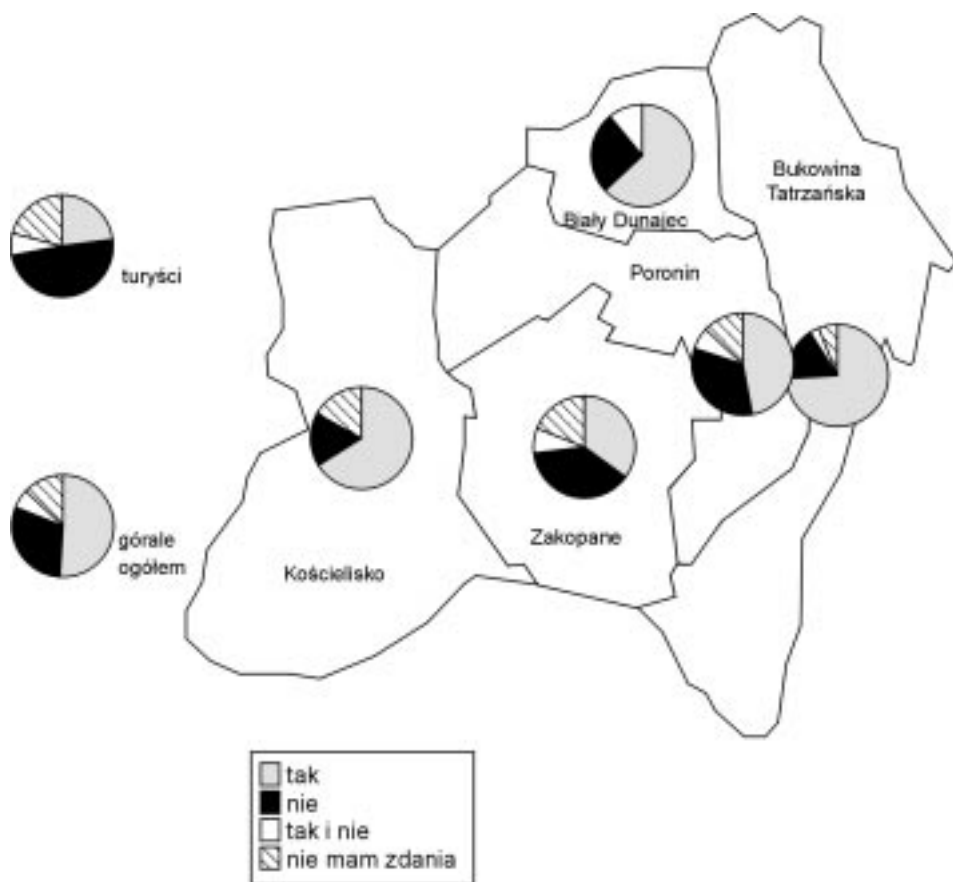 Bukowina
Tatrzańska
Biały Dunajec
Poronin
turyści
Zakopane
górale
ogółem
Kościelisko
tak
nie
tak i nie
nie mam zdania